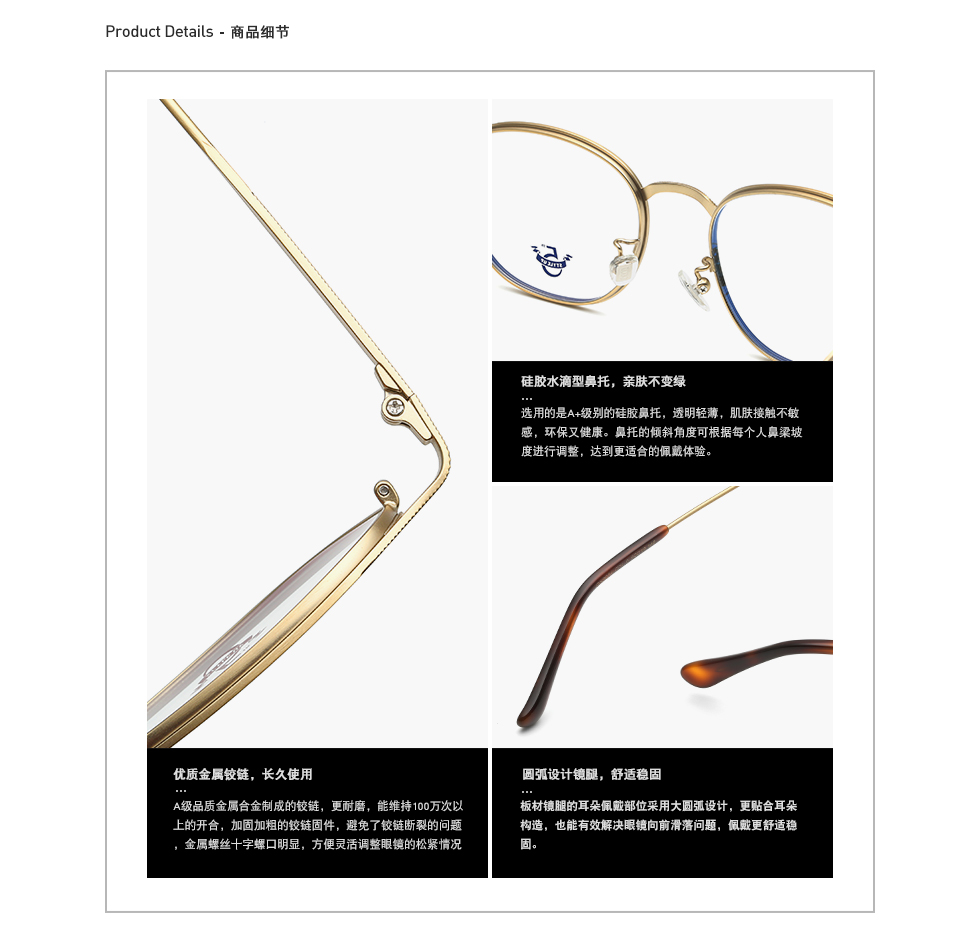 Product Details - 商品细节
硅胶水滴型鼻托，亲肤不变绿
...
选用的是A+级别的硅胶鼻托，透明轻薄，肌肤接触不敏
感，环保又健康。鼻托的倾斜角度可根据每个人鼻梁坡
度进行调整，达到更适合的佩戴体验。
优质金属铰链，长久使用
...
A级品质金属合金制成的铰链，更耐磨，能维持100万次以
上的开合，加固加粗的铰链固件，避免了铰链断裂的问题
，金属螺丝十字螺口明显，方便灵活调整眼镜的松紧情况
圆弧设计镜腿，舒适稳固
...
板材镜腿的耳朵佩戴部位采用大圆弧设计，更贴合耳朵
构造，也能有效解决眼镜向前滑落问题，佩戴更舒适稳
固。